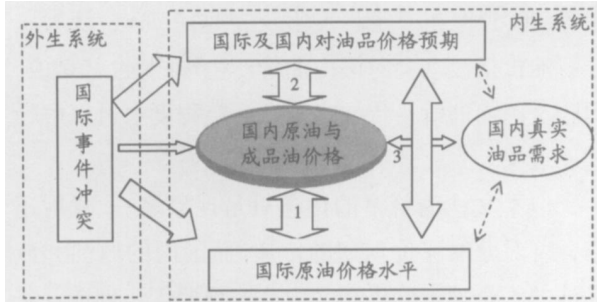 外生系统
内生系统
国际及国内对油品价格预期
国际事件冲突
2
国内原油与
成品油价格
3
国内真实
油品需求
1
国际原油价格水平